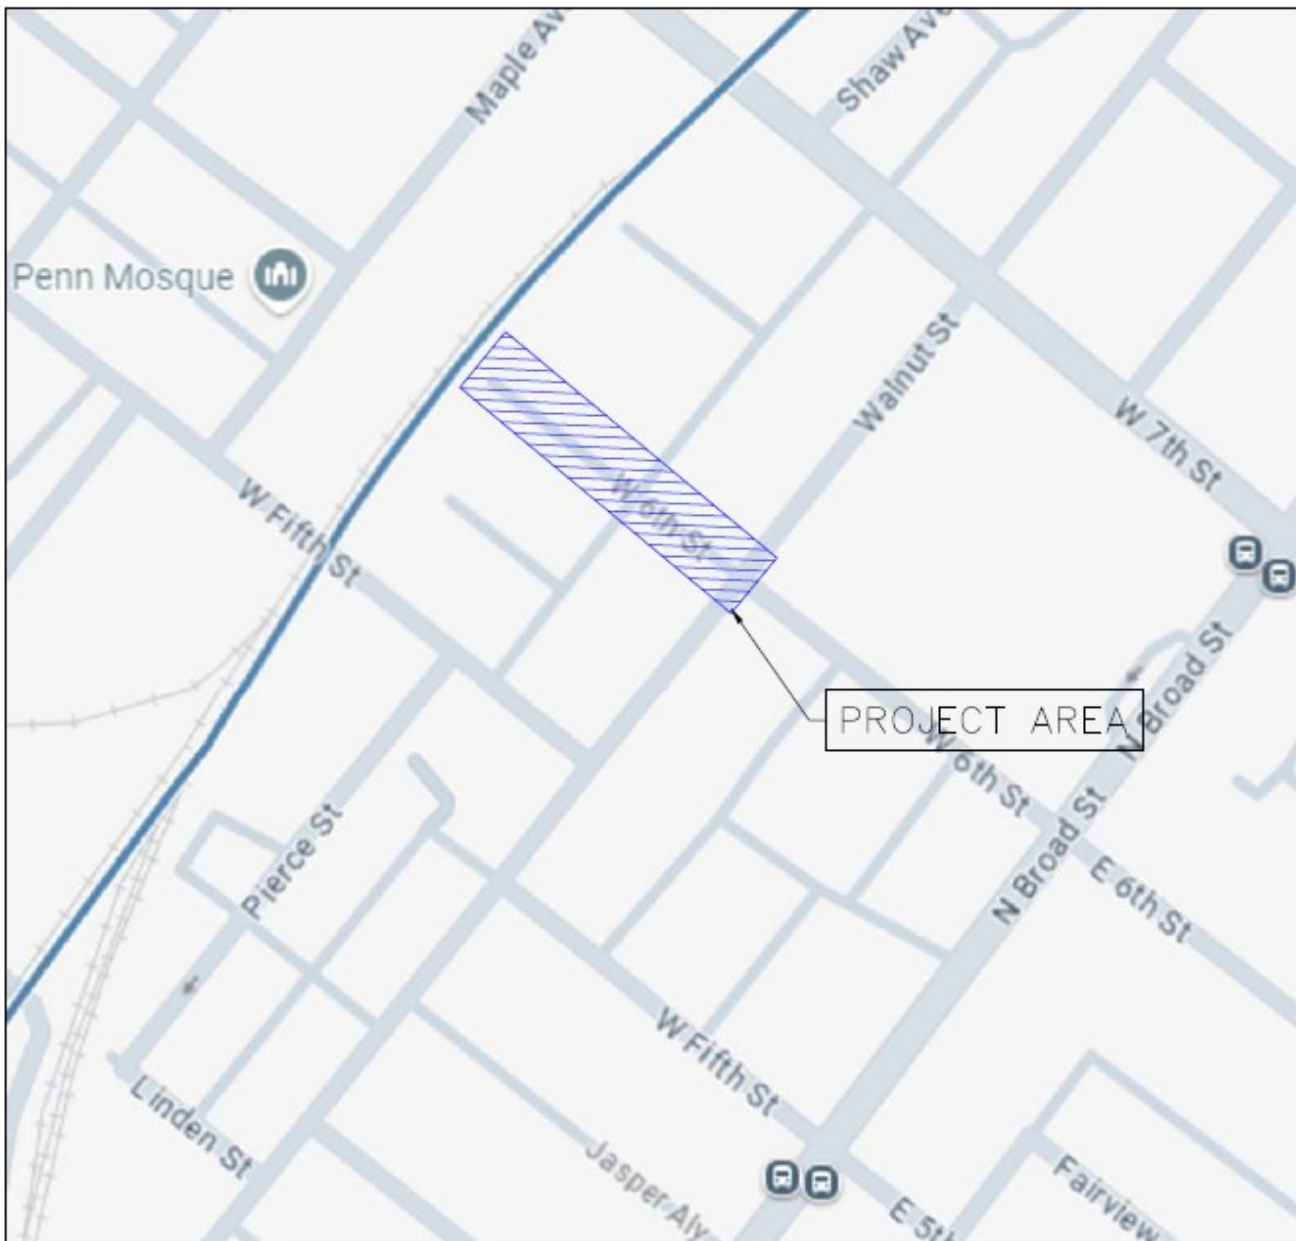 Maple Av
Shaw Ave
Penn Mosque
Walnut St
W 7th St
W Fifth St
W 6th St
PROJECT AREA
N Broad St
W 6th St
Pierce St
N Broad St
E 6th St
W Fifth St
Linden St
Jasper Aly
Fairview
E 5th